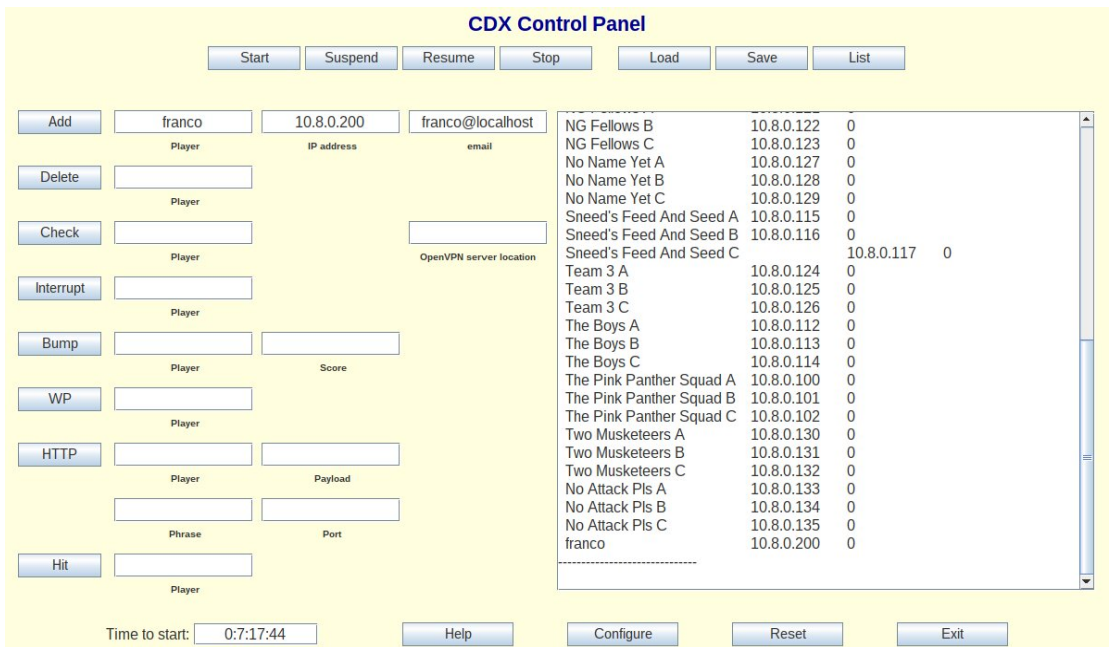 CDX Control Panel
Start Suspend Resume Stop Load Save List
Add franco 10.8.0.200 franco@localhost
Player IP address email
Delete
Player
Check
Player OpenVPN server location
Interrupt
Player
Bump
Player Score
WP
Player
HTTP
Player Payload
Phrase Port
Hit
Player
NG Fellows B 10.8.0.122 0
NG Fellows C 10.8.0.123 0
No Name Yet A 10.8.0.127 0
No Name Yet B 10.8.0.128 0
No Name Yet C 10.8.0.129 0
Sneed's Feed And Seed A 10.8.0.115 0
Sneed's Feed And Seed B 10.8.0.116 0
Sneed's Feed And Seed C 10.8.0.117 0
Team 3 A 10.8.0.124 0
Team 3 B 10.8.0.125 0
Team 3 C 10.8.0.126 0
The Boys A 10.8.0.112 0
The Boys B 10.8.0.113 0
The Boys C 10.8.0.114 0
The Pink Panther Squad A 10.8.0.100 0
The Pink Panther Squad B 10.8.0.101 0
The Pink Panther Squad C 10.8.0.102 0
Two Musketeers A 10.8.0.130 0
Two Musketeers B 10.8.0.131 0
Two Musketeers C 10.8.0.132 0
No Attack Pls A 10.8.0.133 0
No Attack Pls B 10.8.0.134 0
No Attack Pls C 10.8.0.135 0
franco 10.8.0.200 0
------------------------------
Time to start: 0:7:17:44 Help Configure Reset Exit